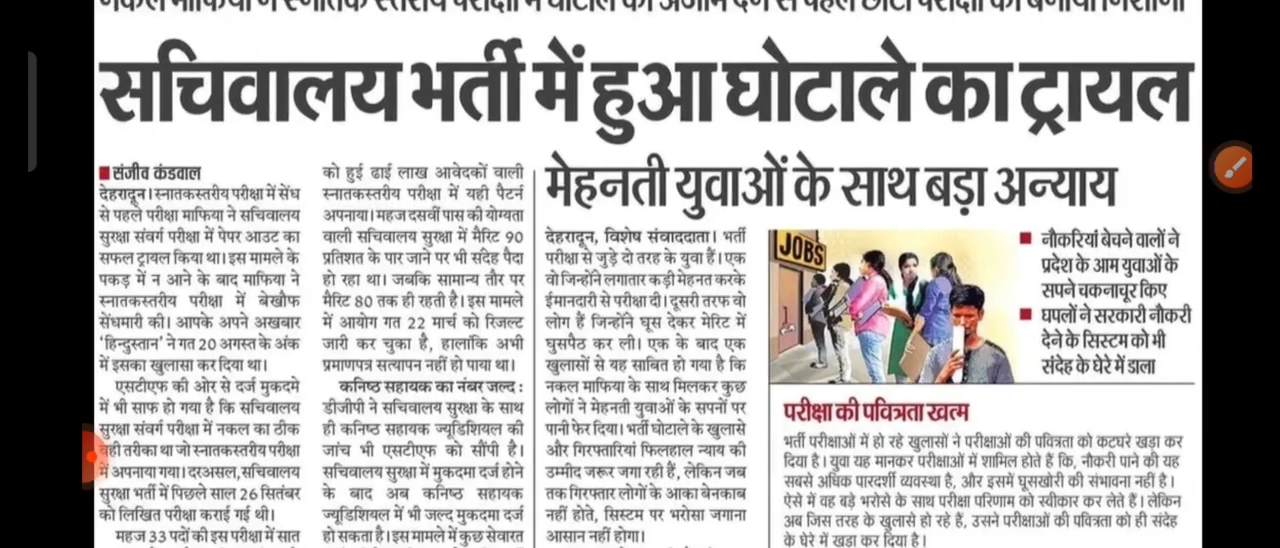 नकल माफिया ने स्नातक स्तरीय परीक्षा में घोटाले को अंजाम देने से पहले छोटी परीक्षा को बनाया निशाना
सचिवालय भर्ती में हुआ घोटाले का ट्रायल
संजीव कंडवाल
देहरादून। स्नातकस्तरीय परीक्षा में सेंध
से पहले परीक्षा माफिया ने सचिवालय
सुरक्षा संवर्ग परीक्षा में पेपर आउट का
सफल ट्रायल किया था। इस मामले के
पकड़ में न आने के बाद माफिया ने
स्नातकस्तरीय परीक्षा में बेखौफ
सेंधमारी की। आपके अपने अखबार
'हिन्दुस्तान' ने गत 20 अगस्त के अंक
में इसका खुलासा कर दिया था।
एसटीएफ की ओर से दर्ज मुकदमे
में भी साफ हो गया है कि सचिवालय
सुरक्षा संवर्ग परीक्षा में नकल का ठीक
वही तरीका था जो स्नातकस्तरीय परीक्षा
में अपनाया गया। दरअसल, सचिवालय
सुरक्षा भर्ती में पिछले साल 26 सितंबर
को लिखित परीक्षा कराई गई थी।
महज 33 पदों की इस परीक्षा में सात
को हुई ढाई लाख आवेदकों वाली
स्नातकस्तरीय परीक्षा में यही पैटर्न
अपनाया। महज दसवीं पास की योग्यता
वाली सचिवालय सुरक्षा में मैरिट 90
प्रतिशत के पार जाने पर भी संदेह पैदा
हो रहा था। जबकि सामान्य तौर पर
मैरिट 80 तक ही रहती है। इस मामले
में आयोग गत 22 मार्च को रिजल्ट
जारी कर चुका है, हालांकि अभी
प्रमाणपत्र सत्यापन नहीं हो पाया था।
कनिष्ठ सहायक का नंबर जल्द :
डीजीपी ने सचिवालय सुरक्षा के साथ
ही कनिष्ठ सहायक ज्यूडिशियल की
जांच भी एसटीएफ को सौंपी है।
सचिवालय सुरक्षा में मुकदमा दर्ज होने
के बाद अब कनिष्ठ सहायक
ज्यूडिशियल में भी जल्द मुकदमा दर्ज
हो सकता है। इस मामले में कुछ सेवारत
मेहनती युवाओं के साथ बड़ा अन्याय
देहरादून, विशेष संवाददाता। भर्ती
परीक्षा से जुड़े दो तरह के युवा हैं। एक
वो जिन्होंने लगातार कड़ी मेहनत करके
ईमानदारी से परीक्षा दी। दूसरी तरफ वो
लोग हैं जिन्होंने घूस देकर मेरिट में
घुसपैठ कर ली। एक के बाद एक
खुलासों से यह साबित हो गया है कि
नकल माफिया के साथ मिलकर कुछ
लोगों ने मेहनती युवाओं के सपनों पर
पानी फेर दिया। भर्ती घोटाले के खुलासे
और गिरफ्तारियां फिलहाल न्याय की
उम्मीद जरूर जगा रही हैं, लेकिन जब
तक गिरफ्तार लोगों के आका बेनकाब
नहीं होते, सिस्टम पर भरोसा जगाना
आसान नहीं होगा।
JOBS
नौकरियां बेचने वालों ने
प्रदेश के आम युवाओं के
सपने चकनाचूर किए
घपलों ने सरकारी नौकरी
देने के सिस्टम को भी
संदेह के घेरे में डाला
परीक्षा की पवित्रता खत्म
भर्ती परीक्षाओं में हो रहे खुलासों ने परीक्षाओं की पवित्रता को कटघरे खड़ा कर
दिया है। युवा यह मानकर परीक्षाओं में शामिल होते हैं कि, नौकरी पाने की यह
सबसे अधिक पारदर्शी व्यवस्था है, और इसमें घूसखोरी की संभावना नहीं है।
ऐसे में वह बड़े भरोसे के साथ परीक्षा परिणाम को स्वीकार कर लेते हैं। लेकिन
अब जिस तरह के खुलासे हो रहे हैं, उसने परीक्षाओं की पवित्रता को ही संदेह
के घेरे में खड़ा कर दिया है।